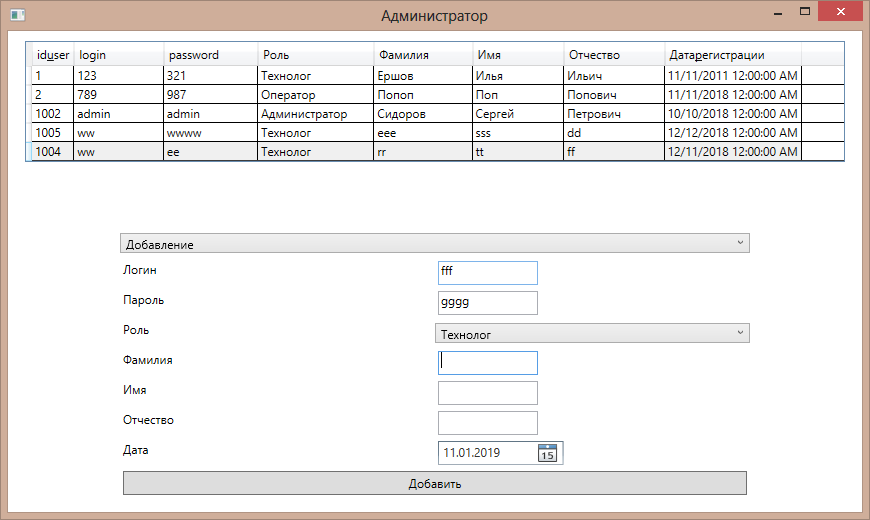 Администратор
iduser login password Роль Фамилия Имя Отчество Датарегистрации
1 123 321 Технолог Ершов Илья Ильич 11/11/2011 12:00:00 AM
2 789 987 Оператор Попоп Поп Попович 11/11/2018 12:00:00 AM
1002 admin admin Администратор Сидоров Сергей Петрович 10/10/2018 12:00:00 AM
1005 ww wwww Технолог eee sss dd 12/12/2018 12:00:00 AM
1004 ww ee Технолог rr tt ff 12/11/2018 12:00:00 AM
Добавление
Логин fff
Пароль gggg
Роль Технолог
Фамилия
Имя
Отчество
Дата 11.01.2019 15
Добавить